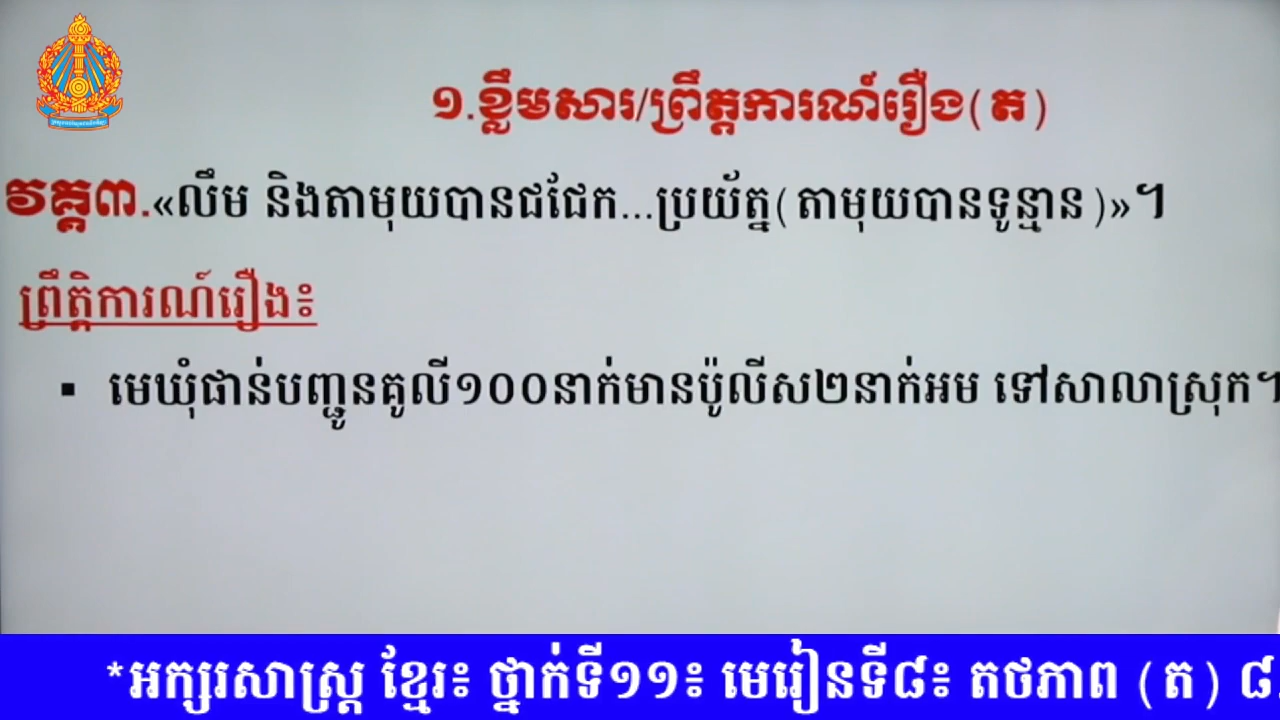 ១.ខ្លឹមសារ/ព្រឹត្តការណ៍រឿង(ត)
វគ្គ៣.«លឹម និងតាមុយបានជជែក...ប្រយ័ត្ន(តាមុយបានទូន្មាន)»។
ព្រឹត្តិការណ៍រឿង៖
▪ មេឃុំផាន់បញ្ជូនគូលី១០០នាក់មានប៉ូលីស២នាក់អម ទៅសាលាស្រុក។
*អក្សរសាស្ត្រ ខ្មែរ៖ ថ្នាក់ទី១១៖ មេរៀនទី៨៖ តថភាព (ត) ៨